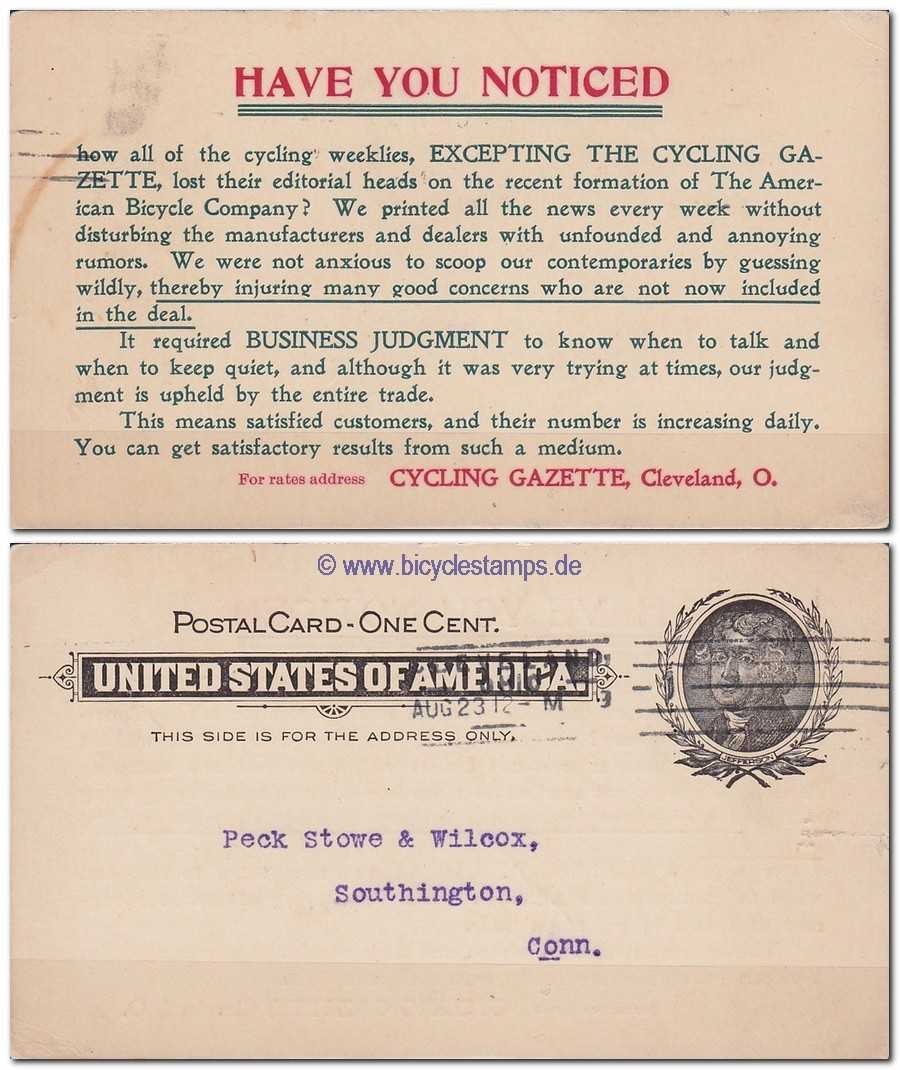 HAVE YOU NOTICED
how all of the cycling weeklies, EXCEPTING THE CYCLING GA-
ZETTE, lost their editorial heads on the recent formation of The Amer-
ican Bicycle Company? We printed all the news every week without
disturbing the manufacturers and dealers with unfounded and annoying
rumors. We were not anxious to scoop our contemporaries by guessing
wildly, thereby injuring many good concerns who are not now included
in the deal.
It required BUSINESS JUDGMENT to know when to talk and
when to keep quiet, and although it was very trying at times, our judg-
ment is upheld by the entire trade.
This means satisfied customers, and their number is increasing daily.
You can get satisfactory results from such a medium.
For rates address CYCLING GAZETTE, Cleveland, O.
© www.bicyclestamps.de
POSTAL CARD - ONE CENT.
UNITED STATES OF AMERICA.
AUG 23 12 - M
THIS SIDE IS FOR THE ADDRESS ONLY.
JEFFERSON
Peck Stowe & Wilcox,
Southington,
Conn.